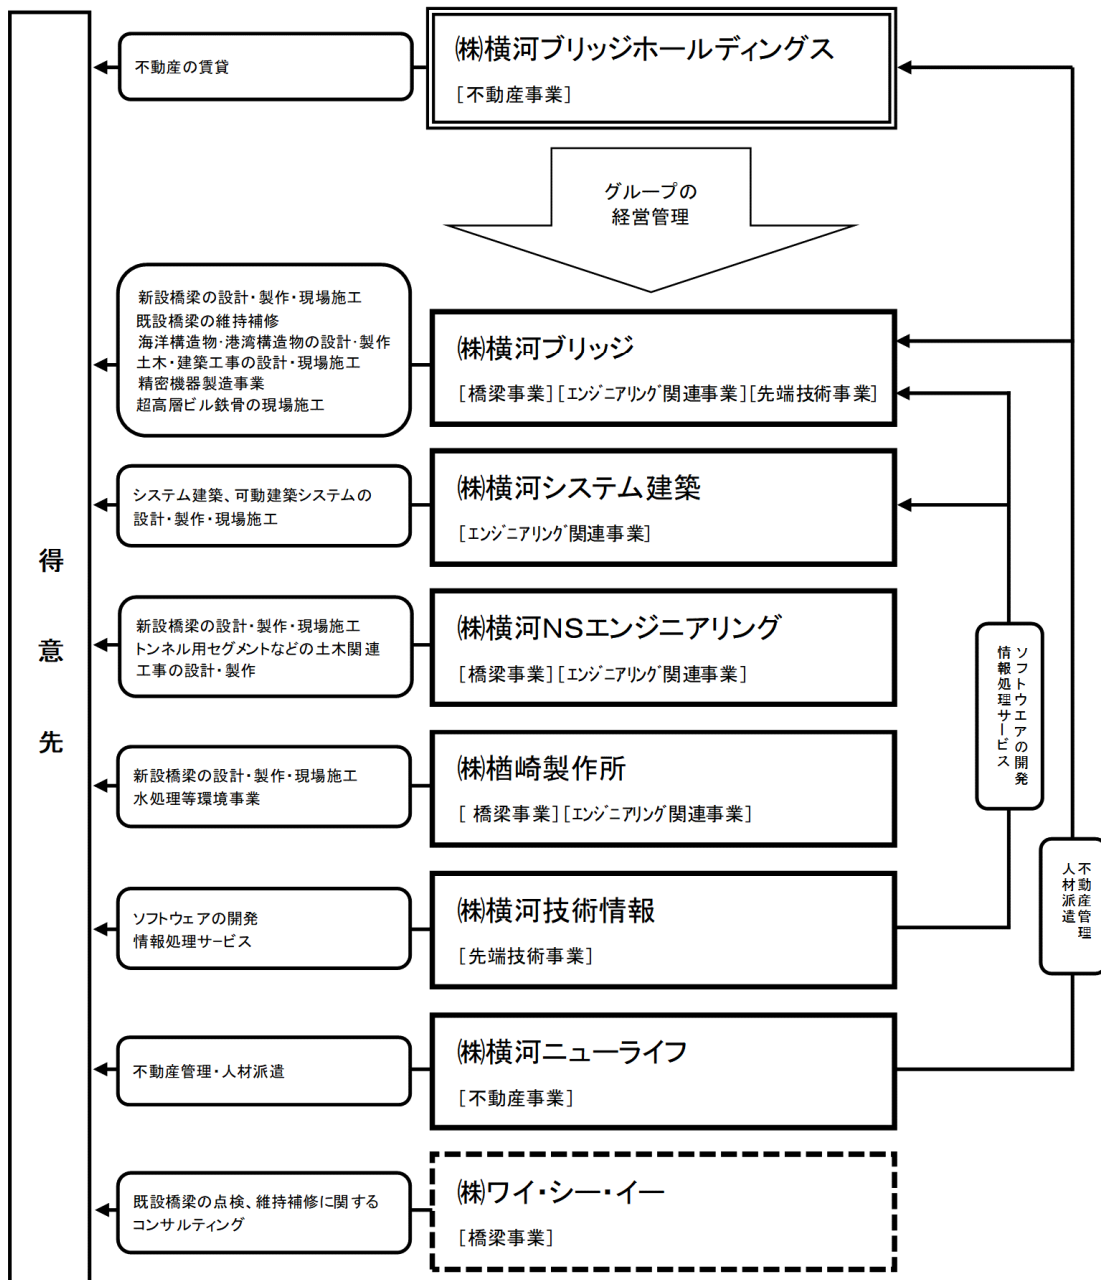 不動産の賃貸
㈱横河ブリッジホールディングス
[不動産事業]
グループの
経営管理
新設橋梁の設計・製作・現場施工
既設橋梁の維持補修
海洋構造物・港湾構造物の設計・製作
土木・建築工事の設計・現場施工
精密機器製造事業
超高層ビル鉄骨の現場施工
㈱横河ブリッジ
[橋梁事業][エンジニアリング関連事業][先端技術事業]
システム建築、可動建築システムの
設計・製作・現場施工
㈱横河システム建築
[エンジニアリング関連事業]
得意先
新設橋梁の設計・製作・現場施工
トンネル用セグメントなどの土木関連
工事の設計・製作
㈱横河NSエンジニアリング
[橋梁事業][エンジニアリング関連事業]
ソフトウエアの開発
情報処理サービス
新設橋梁の設計・製作・現場施工
水処理等環境事業
㈱楢崎製作所
[ 橋梁事業][エンジニアリング関連事業]
不動産管理
人材派遣
ソフトウェアの開発
情報処理サービス
㈱横河技術情報
[先端技術事業]
不動産管理・人材派遣
㈱横河ニューライフ
[不動産事業]
既設橋梁の点検、維持補修に関する
コンサルティング
㈱ワイ・シー・イー
[橋梁事業]